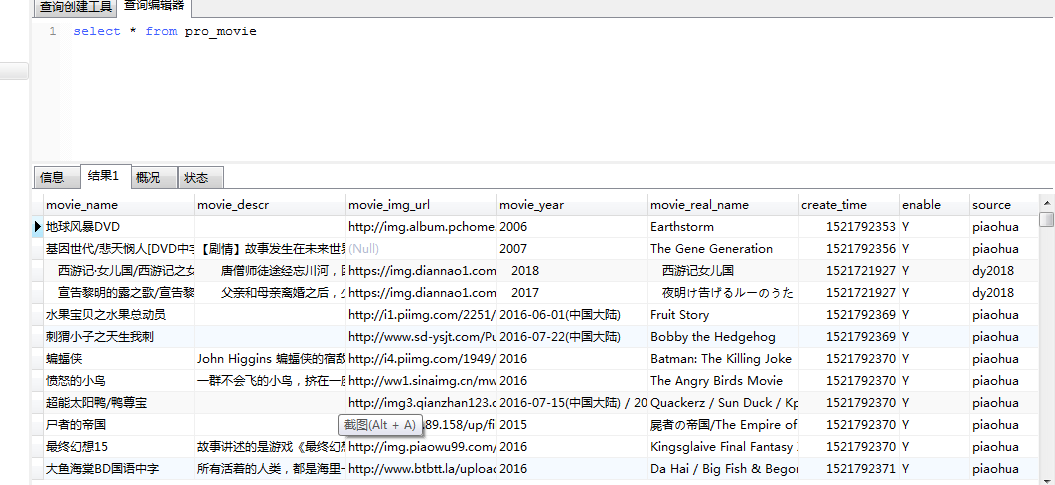 查询创建工具 查询编辑器
1 select * from pro_movie
信息 结果1 概况 状态
movie_name movie_descr movie_img_url movie_year movie_real_name create_time enable source
地球风暴DVD http://img.album.pchome 2006 Earthstorm 1521792353 Y piaohua
基因世代/悲天悯人[DVD中字 【剧情】故事发生在未来世界 (Null) 2007 The Gene Generation 1521792356 Y piaohua
西游记·女儿国/西游记之女 唐僧师徒途经忘川河，因 https://img.diannao1.com 2018 西游记女儿国 1521721927 Y dy2018
宣告黎明的露之歌/宣告黎 父亲和母亲离婚之后，少 https://img.diannao1.com 2017 夜明け告げるルーのうた 1521721927 Y dy2018
水果宝贝之水果总动员 http://i1.piimg.com/2251/ 2016-06-01(中国大陆) Fruit Story 1521792369 Y piaohua
刺猬小子之天生我刺 http://www.sd-ysjt.com/Pu 2016-07-22(中国大陆) Bobby the Hedgehog 1521792369 Y piaohua
蝙蝠侠 John Higgins 蝙蝠侠的宿敌 http://i4.piimg.com/1949/ 2016 Batman: The Killing Joke 1521792370 Y piaohua
愤怒的小鸟 一群不会飞的小鸟，挤在一座 http://ww1.sinaimg.cn/mw 2016 The Angry Birds Movie 1521792370 Y piaohua
超能太阳鸭/鸭尊宝 http://img3.qianzhan123.c 2016-07-15(中国大陆) / 20 Quackerz / Sun Duck / Kp 1521792370 Y piaohua
尸者的帝国 截图(Alt + A) 89.158/up/fi 2015 屍者の帝国/The Empire of 1521792370 Y piaohua
最终幻想15 故事讲述的是游戏《最终幻想 http://img.piaowu99.com/ 2016 Kingsglaive Final Fantasy 1521792370 Y piaohua
大鱼海棠BD国语中字 所有活着的人类，都是海里一 http://www.btbtt.la/upload 2016 Da Hai / Big Fish & Begon 1521792371 Y piaohua